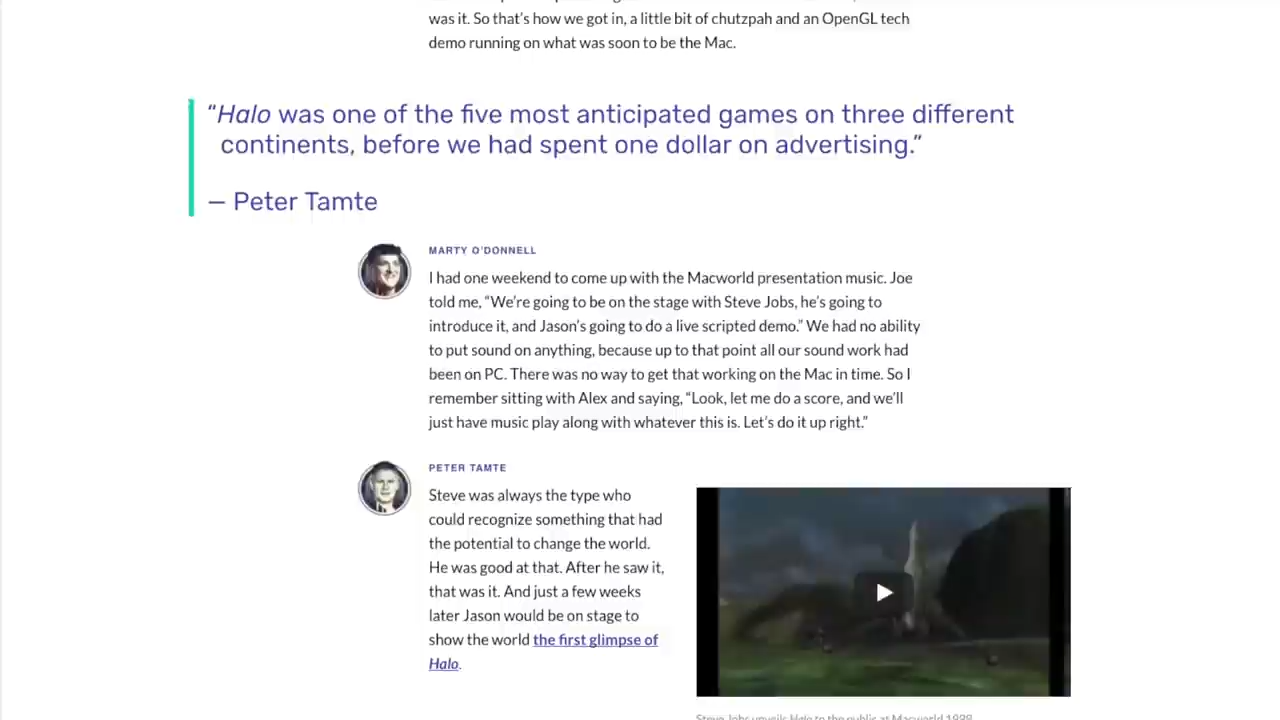 was it. So that's how we got in, a little bit of chutzpah and an OpenGL tech
demo running on what was soon to be the Mac.
“Halo was one of the five most anticipated games on three different
continents, before we had spent one dollar on advertising.”
— Peter Tamte
MARTY O'DONNELL
I had one weekend to come up with the Macworld presentation music. Joe
told me, “We're going to be on the stage with Steve Jobs, he's going to
introduce it, and Jason's going to do a live scripted demo.” We had no ability
to put sound on anything, because up to that point all our sound work had
been on PC. There was no way to get that working on the Mac in time. So I
remember sitting with Alex and saying, “Look, let me do a score, and we'll
just have music play along with whatever this is. Let's do it up right.”
PETER TAMTE
Steve was always the type who
could recognize something that had
the potential to change the world.
He was good at that. After he saw it,
that was it. And just a few weeks
later Jason would be on stage to
show the world the first glimpse of
Halo.
Steve Jobs unveils Halo to the public at Macworld